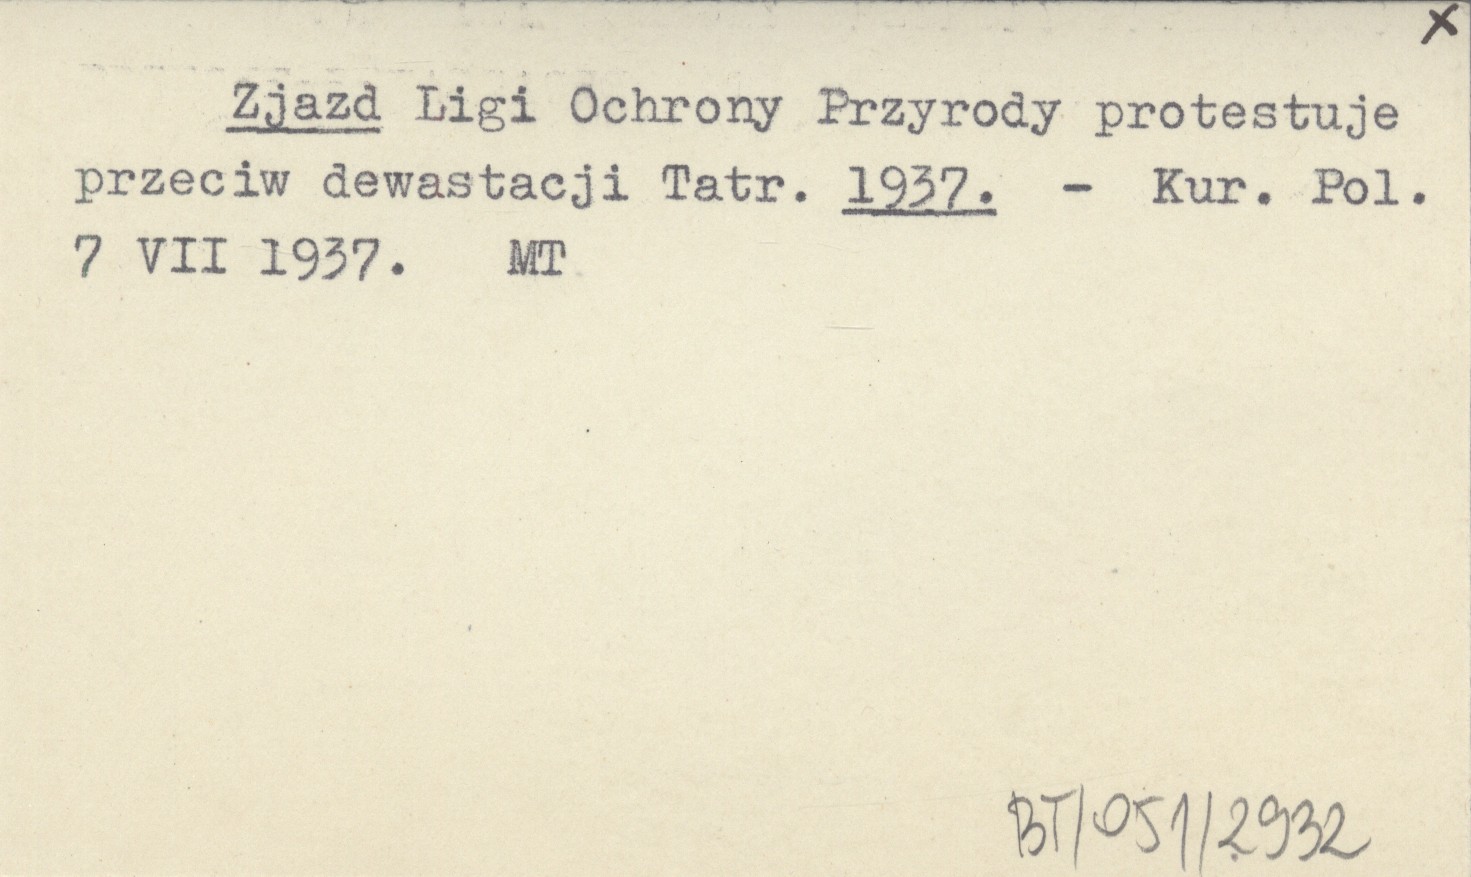 x
Zjazd Ligi Ochrony Przyrody protestuje
przeciw dewastacji Tatr. 1937. - Kur. Pol.
7 VII 1937. MT
BT/051/2932